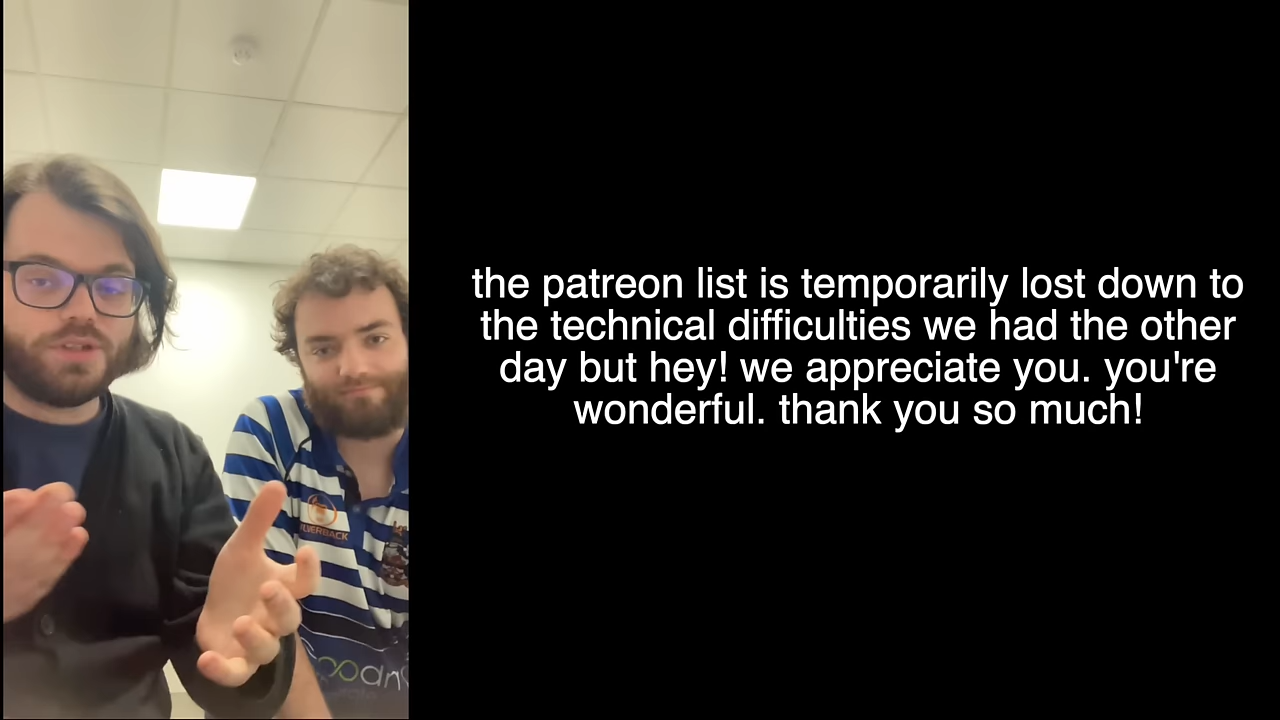 the patreon list is temporarily lost down to
the technical difficulties we had the other
day but hey! we appreciate you. you're
wonderful. thank you so much!